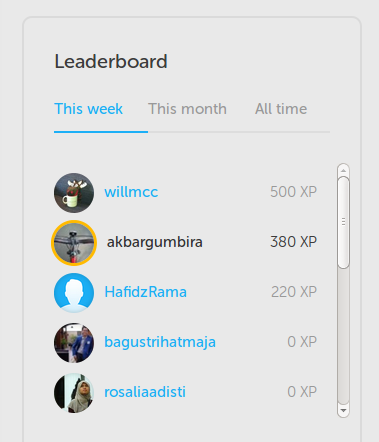 Leaderboard
This week This month All time
willmcc 500 XP
akbargumbira 380 XP
HafidzRama 220 XP
bagustrihatmaja 0 XP
rosaliaadisti 0 XP